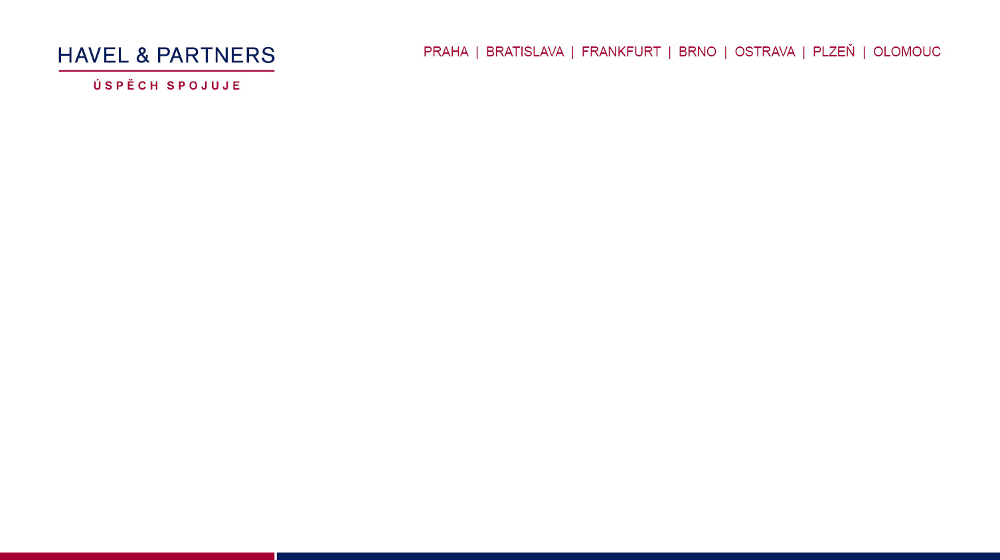 HAVEL & PARTNERS
ÚSPĚCH SPOJUJE
PRAHA | BRATISLAVA | FRANKFURT | BRNO | OSTRAVA | PLZEŇ | OLOMOUC